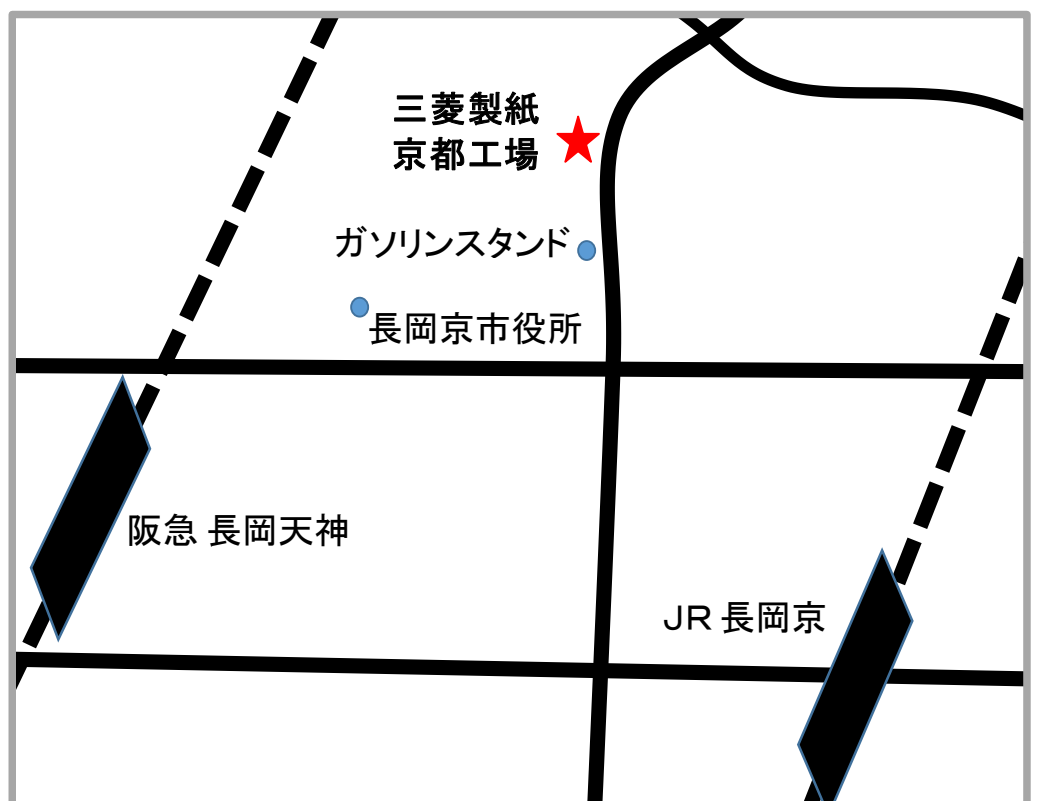 三菱製紙
京都工場
ガソリンスタンド
長岡京市役所
阪急 長岡天神
ＪＲ 長岡京